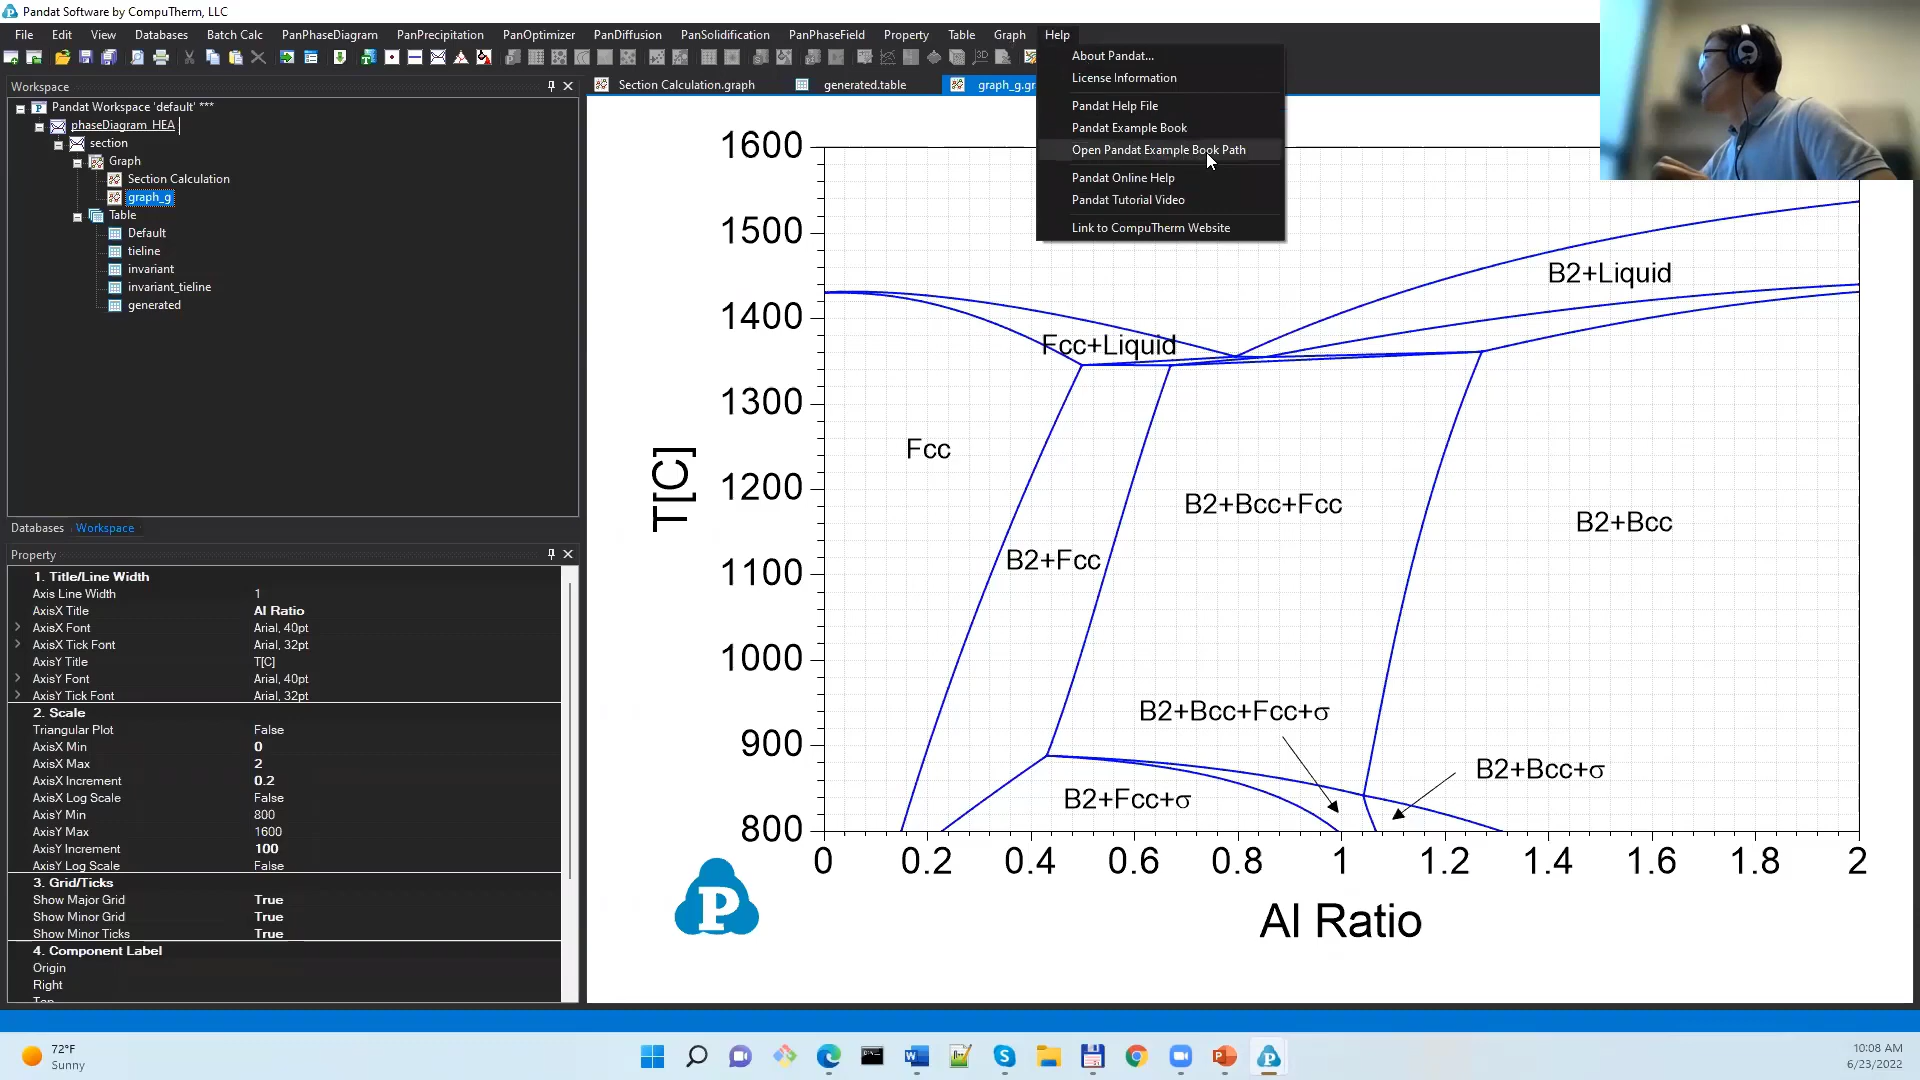 Pandat Software by CompuTherm, LLC
File Edit View Databases Batch Calc PanPhaseDiagram PanPrecipitation PanOptimizer PanDiffusion PanSolidification PanPhaseField Property Table Graph Help
Workspace
Section Calculation.graph
generated.table
graph_g.gr
About Pandat...
License Information
Pandat Help File
Pandat Example Book
Open Pandat Example Book Path
Pandat Online Help
Pandat Tutorial Video
Link to CompuTherm Website
Pandat Workspace 'default' ***
phaseDiagram_HEA
section
Graph
Section Calculation
graph_g
Table
Default
tieline
invariant
invariant_tieline
generated
Databases Workspace
Property
1. Title/Line Width
Axis Line Width 1
AxisX Title Al Ratio
AxisX Font Arial, 40pt
AxisX Tick Font Arial, 32pt
AxisY Title T[C]
AxisY Font Arial, 40pt
AxisY Tick Font Arial, 32pt
2. Scale
Triangular Plot False
AxisX Min 0
AxisX Max 2
AxisX Increment 0.2
AxisX Log Scale False
AxisY Min 800
AxisY Max 1600
AxisY Increment 100
AxisY Log Scale False
3. Grid/Ticks
Show Major Grid True
Show Minor Grid True
Show Minor Ticks True
4. Component Label
Origin
Right
1600
1500
1400
1300
1200
1100
1000
900
800
T[C]
B2+Liquid
Fcc+Liquid
Fcc
B2+Bcc+Fcc
B2+Bcc
B2+Fcc
B2+Bcc+Fcc+σ
B2+Bcc+σ
B2+Fcc+σ
0 0.2 0.4 0.6 0.8 1 1.2 1.4 1.6 1.8 2
Al Ratio
P
72°F
Sunny
10:08 AM
6/23/2022